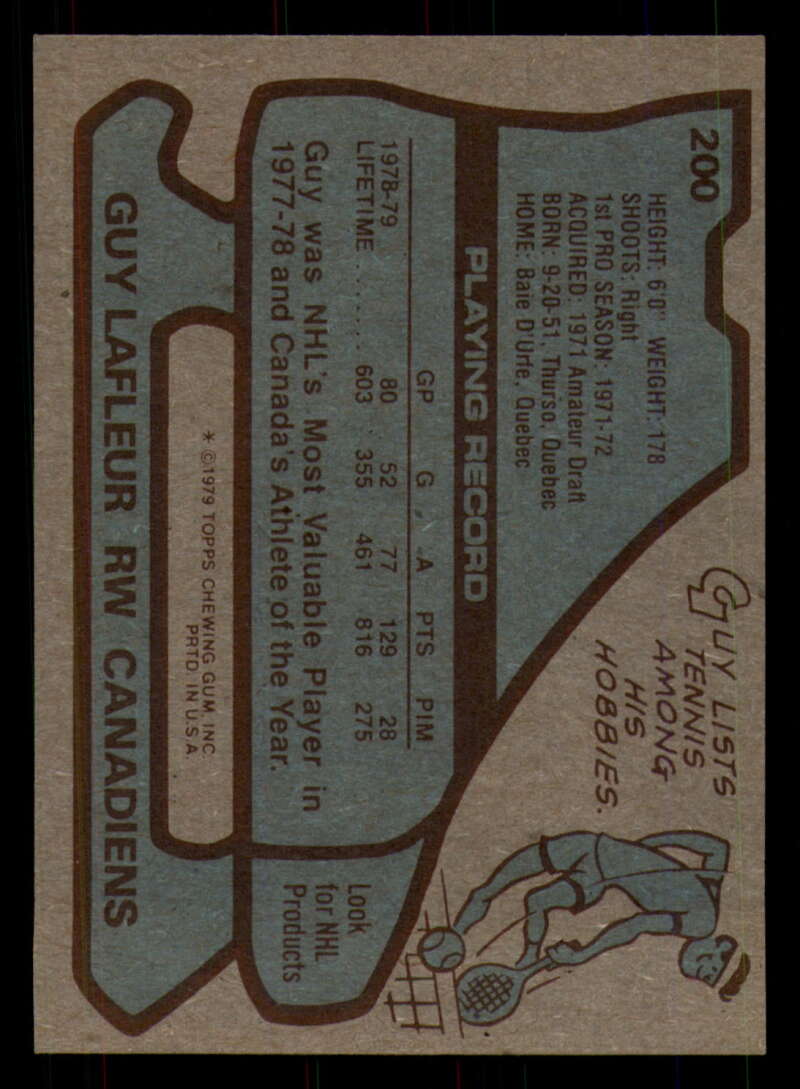 200
HEIGHT: 6'0" WEIGHT: 178
SHOOTS: Right
1st PRO SEASON: 1971-72
ACQUIRED: 1971 Amateur Draft
BORN: 9-20-51, Thurso, Quebec
HOME: Baie D'Urfe, Quebec
GUY LISTS
TENNIS
AMONG
HIS
HOBBIES.
PLAYING RECORD
GP G A PTS PIM
1978-79 80 52 77 129 28
LIFETIME ........ 603 355 461 816 275
Guy was NHL's Most Valuable Player in
1977-78 and Canada's Athlete of the Year.
Look
for NHL
Products
* ©1979 TOPPS CHEWING GUM, INC.
PRTD. IN U.S.A.
GUY LAFLEUR RW CANADIENS